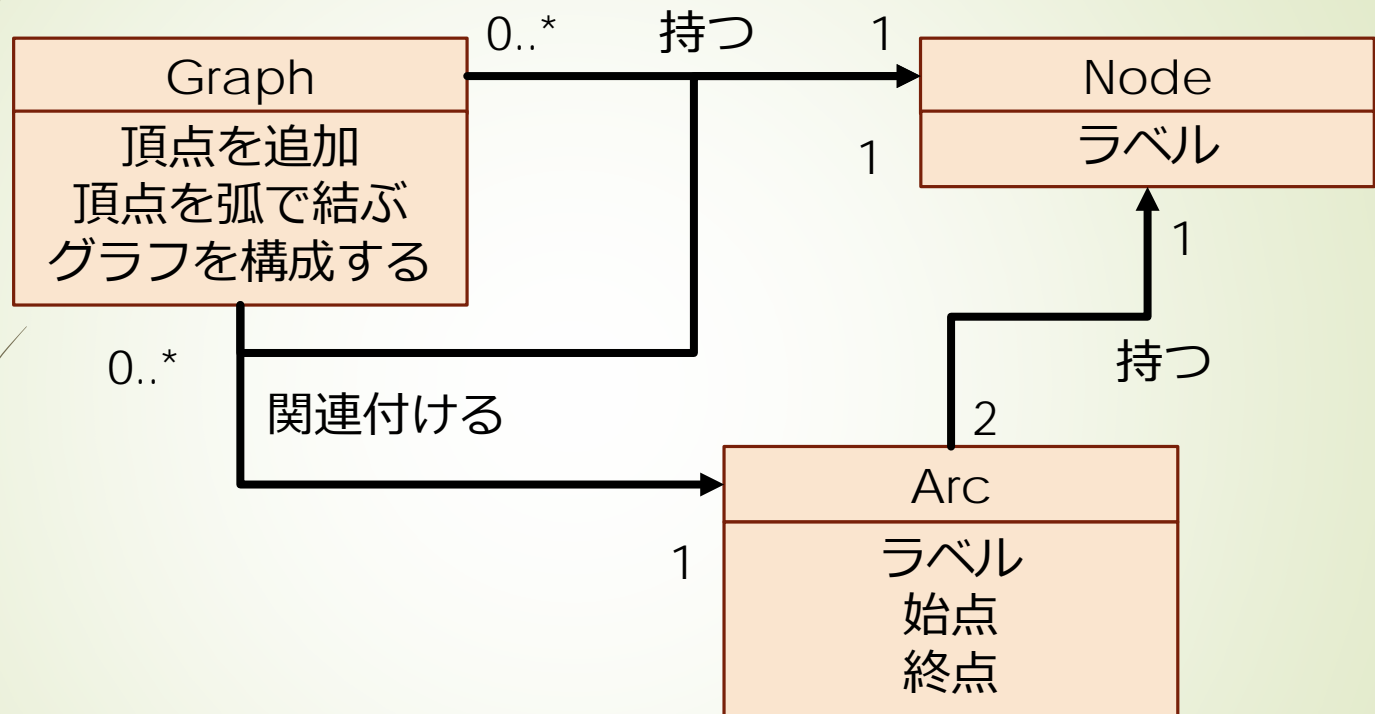 0..* 持つ 1
Graph
頂点を追加
頂点を弧で結ぶ
グラフを構成する
Node
ラベル
1
1
持つ
2
0..*
関連付ける
1
Arc
ラベル
始点
終点